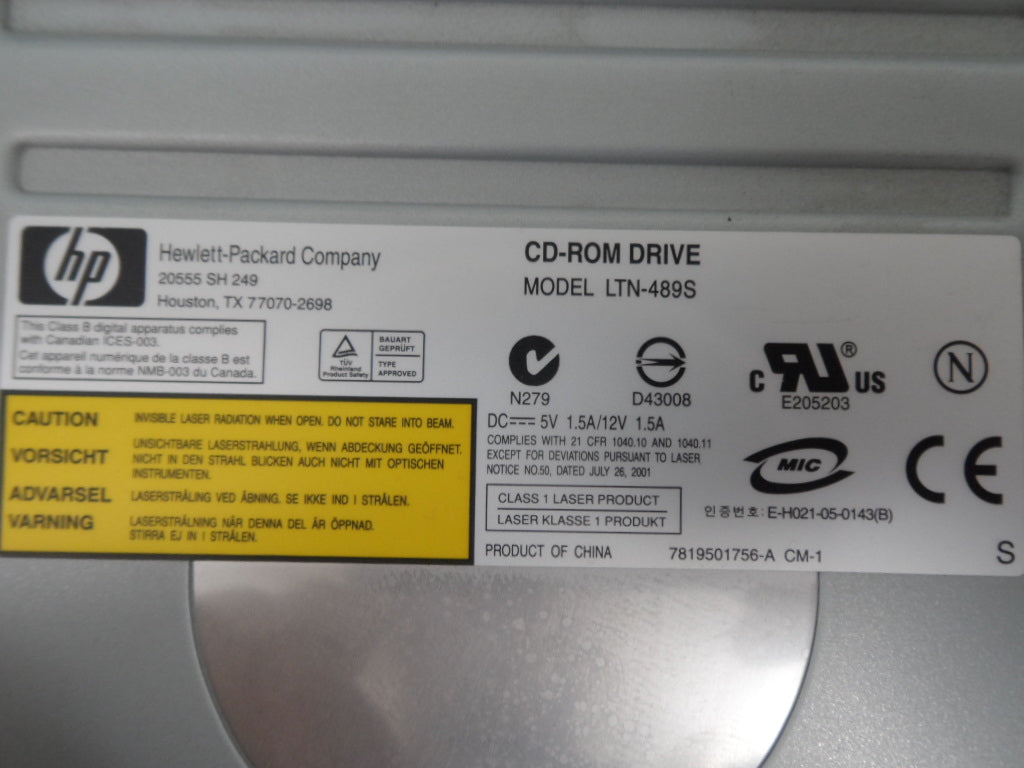 hp
Hewlett-Packard Company
20555 SH 249
Houston, TX 77070-2698
This Class B digital apparatus complies
with Canadian ICES-003.
Cet appareil numérique de la classe B est
conforme à la norme NMB-003 du Canada.
TÜV
Rheinland
Product Safety
BAUART
GEPRÜFT
TYPE
APPROVED
CD-ROM DRIVE
MODEL LTN-489S
N279
D43008
C RU ® US
E205203
N
DC 5V 1.5A/12V 1.5A
COMPLIES WITH 21 CFR 1040.10 AND 1040.11
EXCEPT FOR DEVIATIONS PURSUANT TO LASER
NOTICE NO.50, DATED JULY 26, 2001
MIC
CE
인증번호: E-H021-05-0143(B)
CLASS 1 LASER PRODUCT
LASER KLASSE 1 PRODUKT
PRODUCT OF CHINA
7819501756-A CM-1
S
CAUTION INVISIBLE LASER RADIATION WHEN OPEN. DO NOT STARE INTO BEAM.
VORSICHT UNSICHTBARE LASERSTRAHLUNG, WENN ABDECKUNG GEÖFFNET.
NICHT IN DEN STRAHL BLICKEN AUCH NICHT MIT OPTISCHEN
INSTRUMENTEN.
ADVARSEL LASERSTRÅLING VED ÅBNING. SE IKKE IND I STRÅLEN.
VARNING LASERSTRÅLNING NÄR DENNA DEL ÄR ÖPPNAD.
STIRRA EJ IN I STRÅLEN.